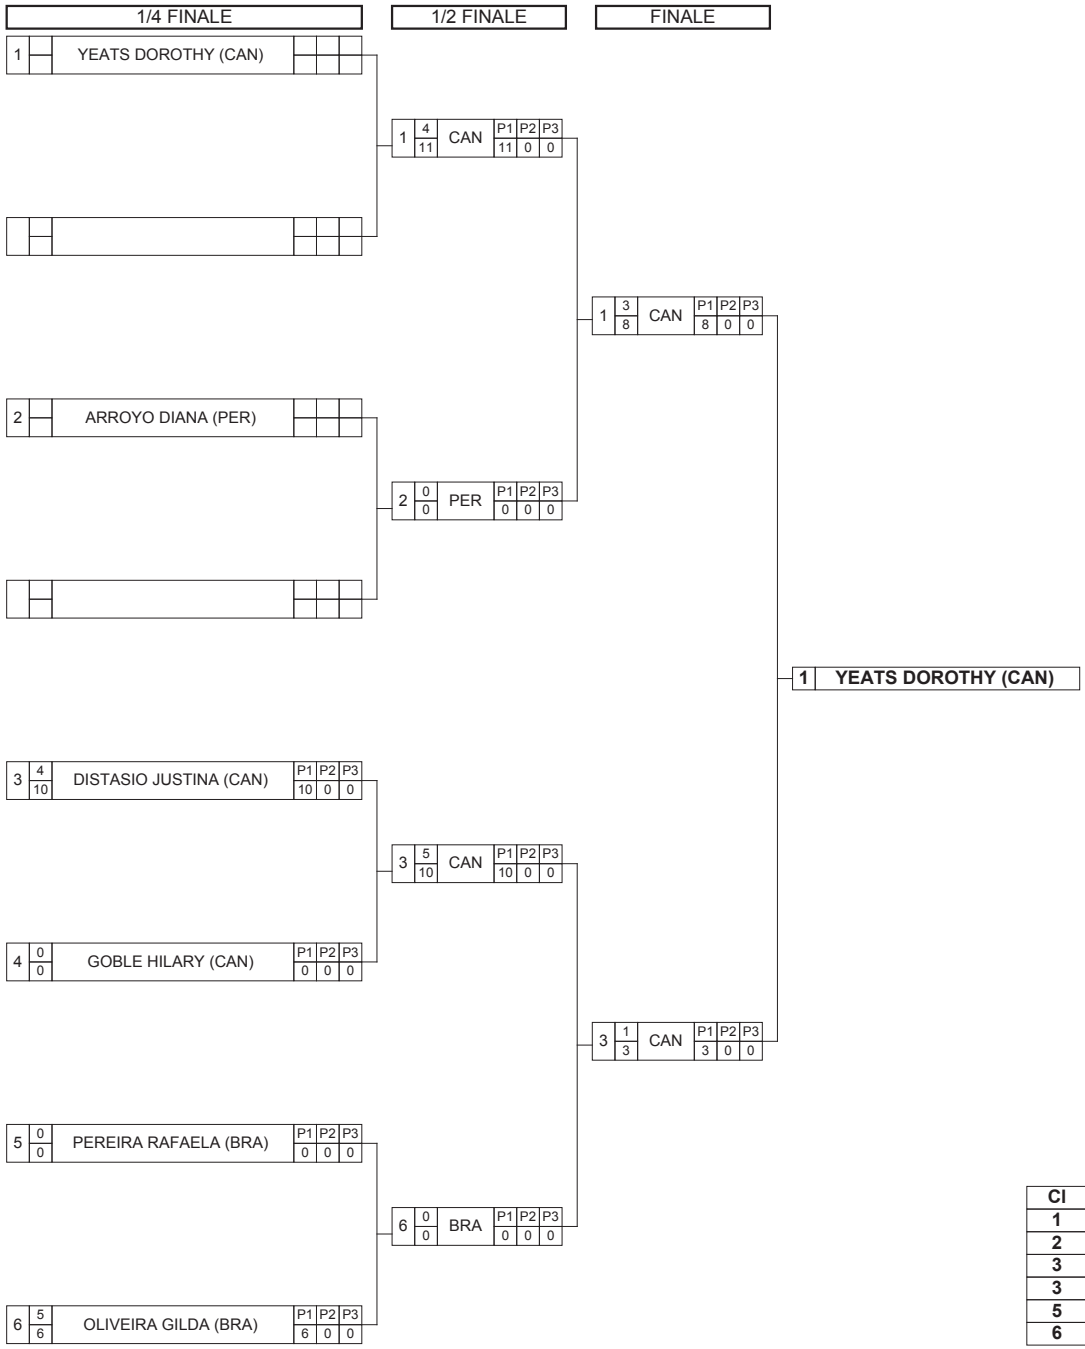 1/4 FINALE 1/2 FINALE FINALE
1 YEATS DOROTHY (CAN)
4 P1 P2 P3
1 CAN
11 11 0 0
3 P1 P2 P3
1 CAN
8 8 0 0
2 ARROYO DIANA (PER)
0 P1 P2 P3
2 PER
0 0 0 0
1 YEATS DOROTHY (CAN)
4 P1 P2 P3
3 DISTASIO JUSTINA (CAN)
10 10 0 0
5 P1 P2 P3
3 CAN
10 10 0 0
0 P1 P2 P3
4 GOBLE HILARY (CAN)
0 0 0 0
1 P1 P2 P3
3 CAN
3 3 0 0
0 P1 P2 P3
5 PEREIRA RAFAELA (BRA)
0 0 0 0
0 P1 P2 P3
6 BRA
0 0 0 0
5 P1 P2 P3
6 OLIVEIRA GILDA (BRA)
6 6 0 0
Cl
1
2
3
3
5
6